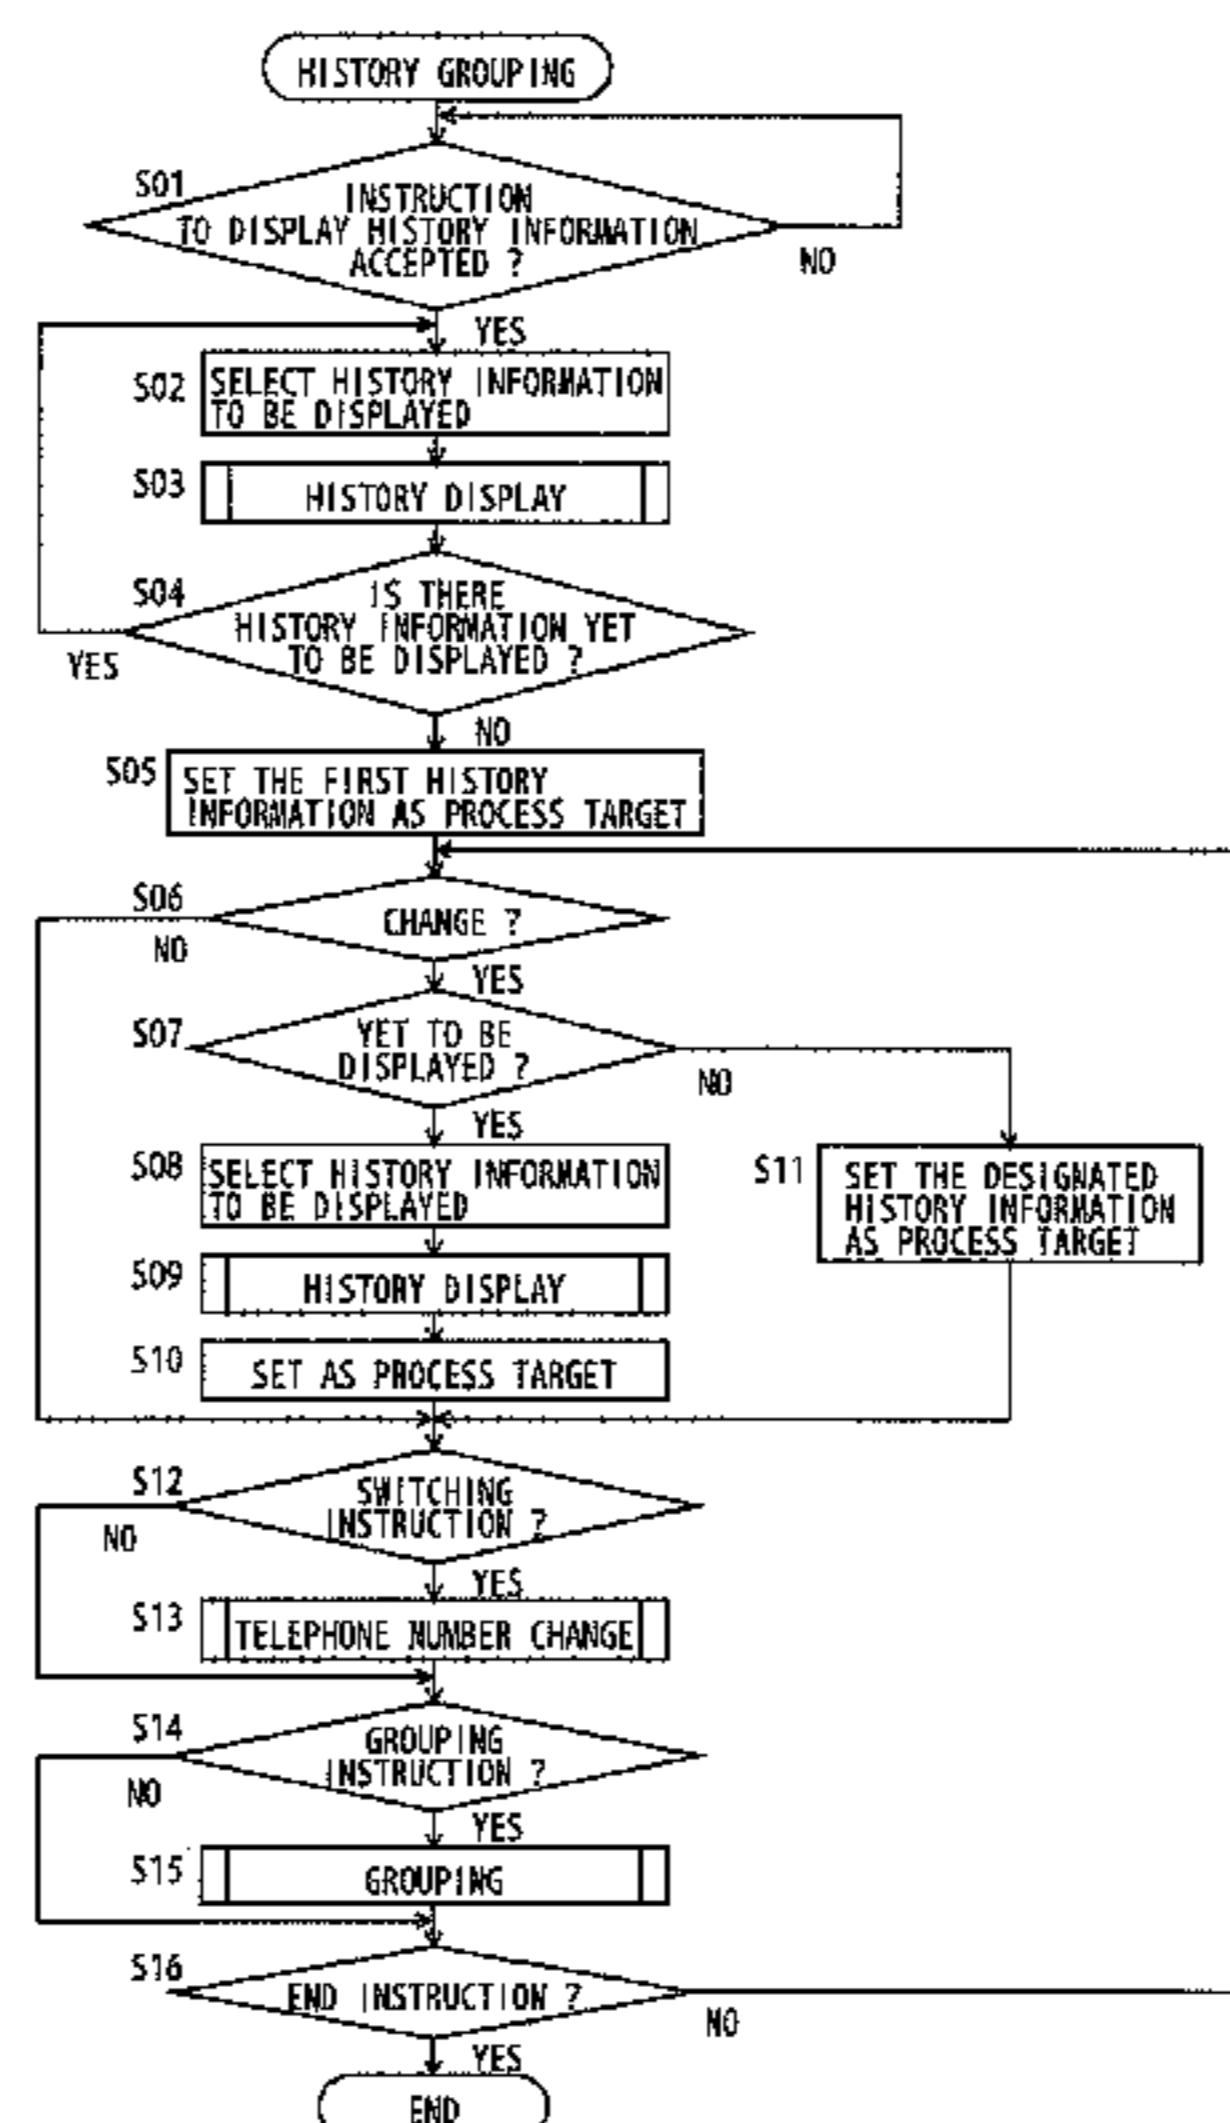 HISTORY GROUPING
S01
INSTRUCTION
TO DISPLAY HISTORY INFORMATION
ACCEPTED ?
NO
YES
S02
SELECT HISTORY INFORMATION
TO BE DISPLAYED
S03
HISTORY DISPLAY
S04
IS THERE
HISTORY INFORMATION YET
TO BE DISPLAYED ?
YES
NO
S05
SET THE FIRST HISTORY
INFORMATION AS PROCESS TARGET
S06
CHANGE ?
NO
YES
S07
YET TO BE
DISPLAYED ?
NO
YES
S08
SELECT HISTORY INFORMATION
TO BE DISPLAYED
S11
SET THE DESIGNATED
HISTORY INFORMATION
AS PROCESS TARGET
S09
HISTORY DISPLAY
S10
SET AS PROCESS TARGET
S12
SWITCHING
INSTRUCTION ?
NO
YES
S13
TELEPHONE NUMBER CHANGE
S14
GROUPING
INSTRUCTION ?
NO
YES
S15
GROUPING
S16
END INSTRUCTION ?
NO
YES
END